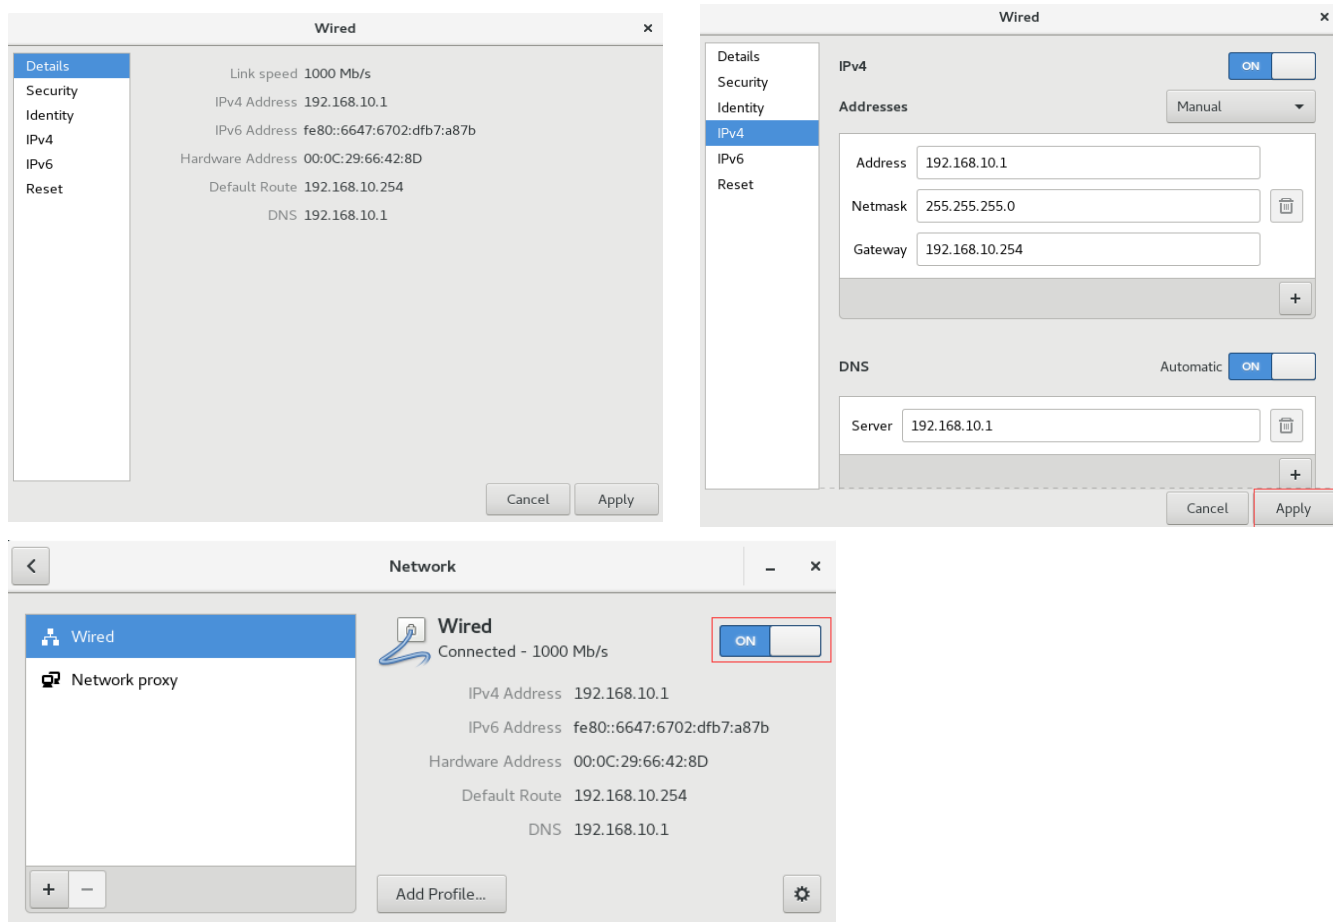 Wired
Details
Security
Identity
IPv4
IPv6
Reset
Link speed 1000 Mb/s
IPv4 Address 192.168.10.1
IPv6 Address fe80::6647:6702:dfb7:a87b
Hardware Address 00:0C:29:66:42:8D
Default Route 192.168.10.254
DNS 192.168.10.1
Cancel Apply
Wired
Details
Security
Identity
IPv4
IPv6
Reset
IPv4 ON
Addresses Manual
Address 192.168.10.1
Netmask 255.255.255.0
Gateway 192.168.10.254
DNS Automatic ON
Server 192.168.10.1
Cancel Apply
Network
Wired
Network proxy
Wired
Connected - 1000 Mb/s
ON
IPv4 Address 192.168.10.1
IPv6 Address fe80::6647:6702:dfb7:a87b
Hardware Address 00:0C:29:66:42:8D
Default Route 192.168.10.254
DNS 192.168.10.1
Add Profile...